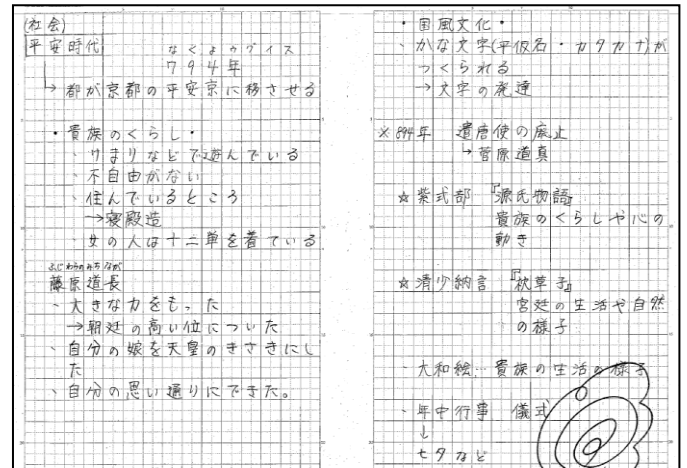 (社会)
平安時代
なくよウグイス
794年
→都が京都の平安京に移させる
・貴族のくらし・
、けまりなどで遊んでいる
、不自由がない
、住んでいるところ
→寝殿造
、女の人は十二単を着ている
ふじわらのみちなが
藤原道長
、大きな力をもった
→朝廷の高い位についた
、自分の娘を天皇のきさきにし
た
、自分の思い通りにできた。
・国風文化・
、かな文字(平仮名・カタカナ)が
つくられる
→文字の発達
※894年 遣唐使の廃止
↳菅原道真
☆紫式部『源氏物語』
貴族のくらしや心の
動き
☆清少納言『枕草子』
宮廷の生活や自然
の様子
、大和絵…貴族の生活の様子
、年中行事 儀式
↓
七夕など